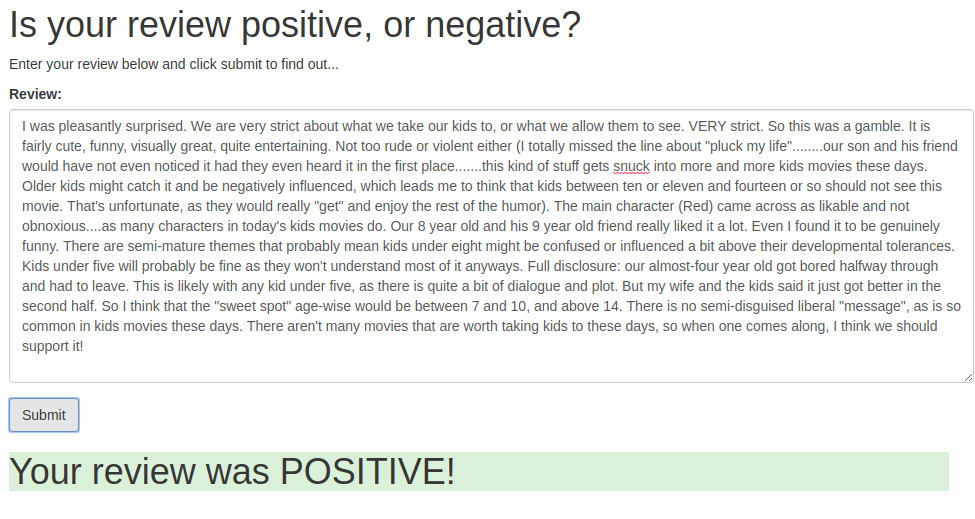 Is your review positive, or negative?
Enter your review below and click submit to find out...
Review:
I was pleasantly surprised. We are very strict about what we take our kids to, or what we allow them to see. VERY strict. So this was a gamble. It is
fairly cute, funny, visually great, quite entertaining. Not too rude or violent either (I totally missed the line about "pluck my life"........our son and his friend
would have not even noticed it had they even heard it in the first place.......this kind of stuff gets snuck into more and more kids movies these days.
Older kids might catch it and be negatively influenced, which leads me to think that kids between ten or eleven and fourteen or so should not see this
movie. That's unfortunate, as they would really "get" and enjoy the rest of the humor). The main character (Red) came across as likable and not
obnoxious....as many characters in today's kids movies do. Our 8 year old and his 9 year old friend really liked it a lot. Even I found it to be genuinely
funny. There are semi-mature themes that probably mean kids under eight might be confused or influenced a bit above their developmental tolerances.
Kids under five will probably be fine as they won't understand most of it anyways. Full disclosure: our almost-four year old got bored halfway through
and had to leave. This is likely with any kid under five, as there is quite a bit of dialogue and plot. But my wife and the kids said it just got better in the
second half. So I think that the "sweet spot" age-wise would be between 7 and 10, and above 14. There is no semi-disguised liberal "message", as is so
common in kids movies these days. There aren't many movies that are worth taking kids to these days, so when one comes along, I think we should
support it!
Submit
Your review was POSITIVE!